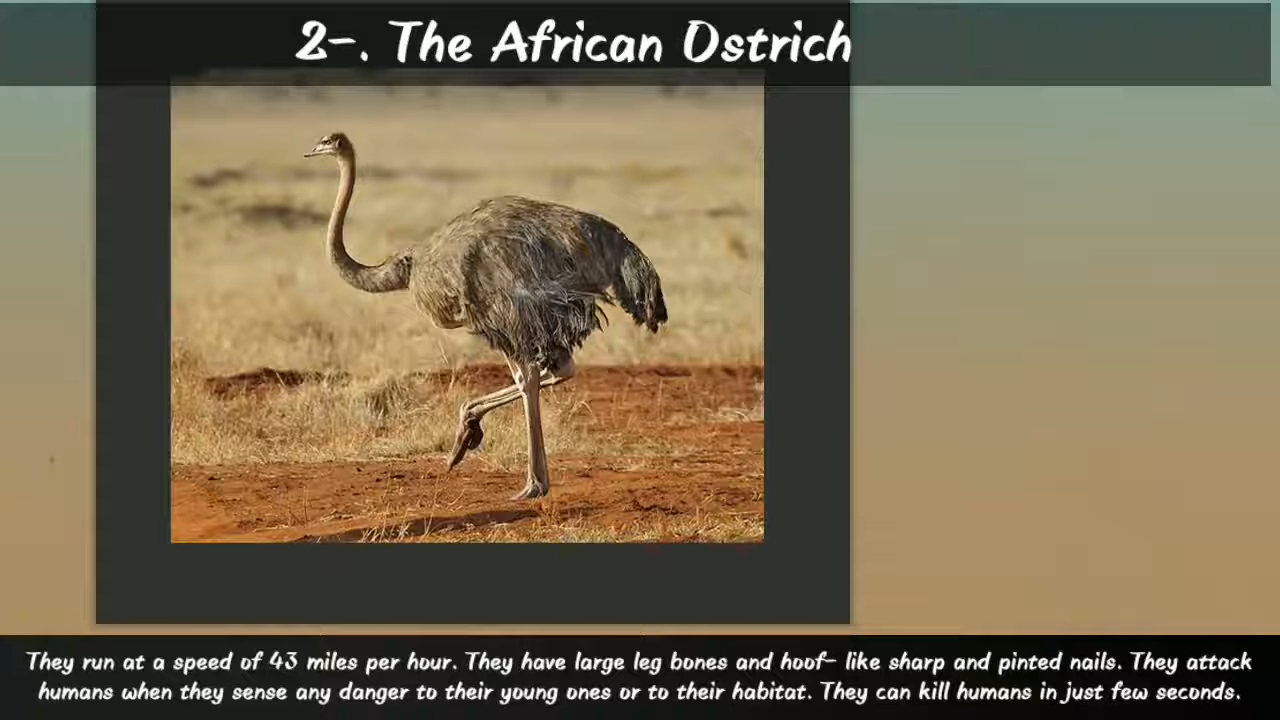 2-. The African Ostrich
They run at a speed of 43 miles per hour. They have large leg bones and hoof- like sharp and pinted nails. They attack
humans when they sense any danger to their young ones or to their habitat. They can kill humans in just few seconds.